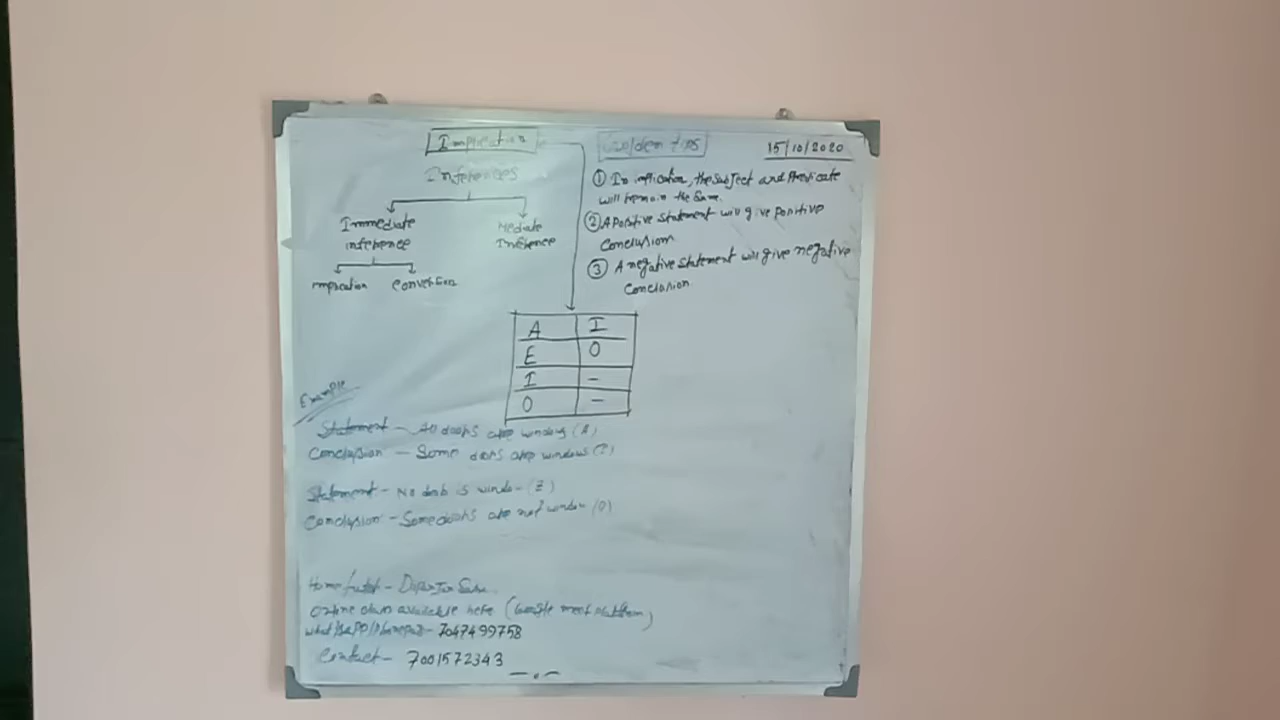 Implication
Inferences
Immediate
inference
Mediate
Inference
Implication
Conversion
Golden tips
15/10/2020
① In implication, the subject and Predicate
will remain the same.
② A Positive statement will give positive
conclusion
③ A negative statement will give negative
conclusion.
A I
E O
I –
O –
Example
Statement – All doors are windows (A)
Conclusion – Some doors are windows (I)
Statement – No door is window (E)
Conclusion – Some doors are not window (O)
Home tutor –
Online class available here (Google meet platform)
7047499758
Contact – 7001572343